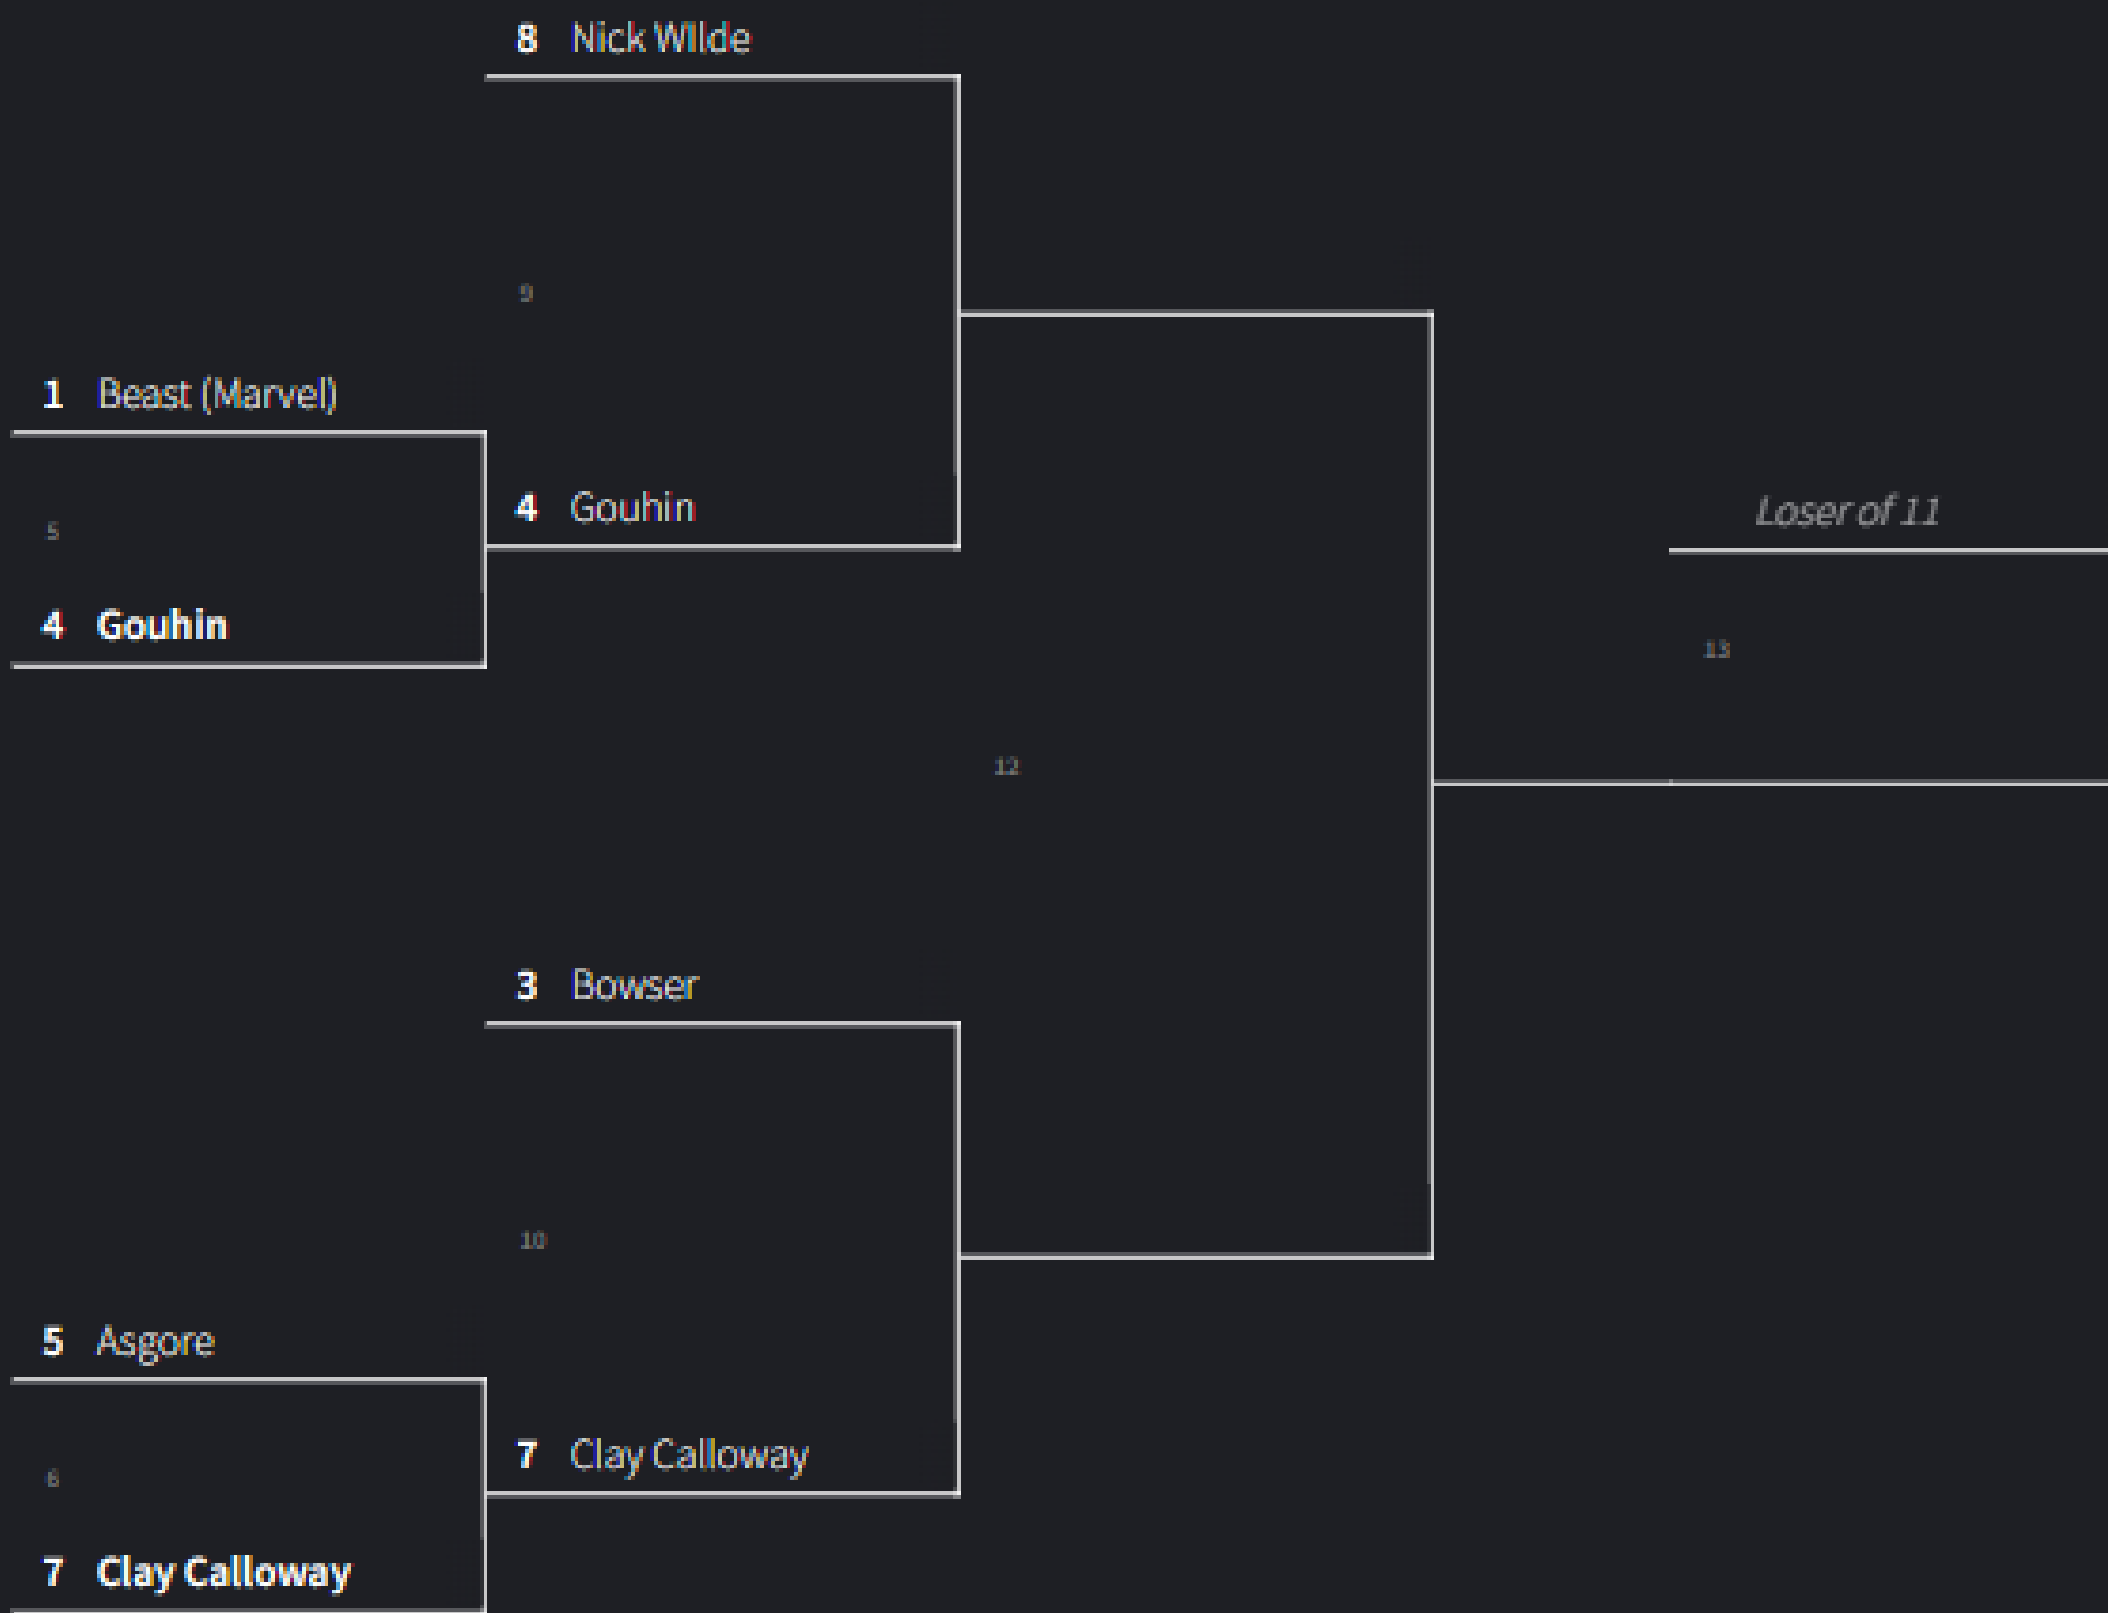 8 Nick WIlde
9
1 Beast (Marvel)
4 Gouhin
Loser of 11
5
4 Gouhin
13
12
3 Bowser
10
5 Asgore
7 Clay Calloway
6
7 Clay Calloway